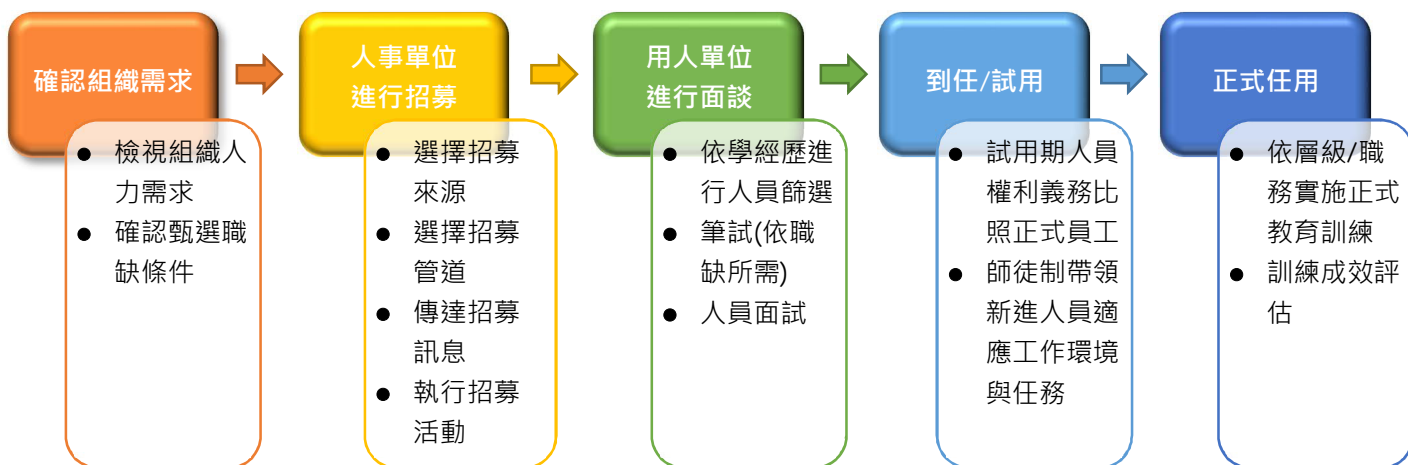 確認組織需求
● 檢視組織人
力需求
● 確認甄選職
缺條件
人事單位
進行招募
● 選擇招募
來源
● 選擇招募
管道
● 傳達招募
訊息
● 執行招募
活動
用人單位
進行面談
● 依學經歷進
行人員篩選
● 筆試(依職
缺所需)
● 人員面試
到任/試用
● 試用期人員
權利義務比
照正式員工
● 師徒制帶領
新進人員適
應工作環境
與任務
正式任用
● 依層級/職
務實施正式
教育訓練
● 訓練成效評
估